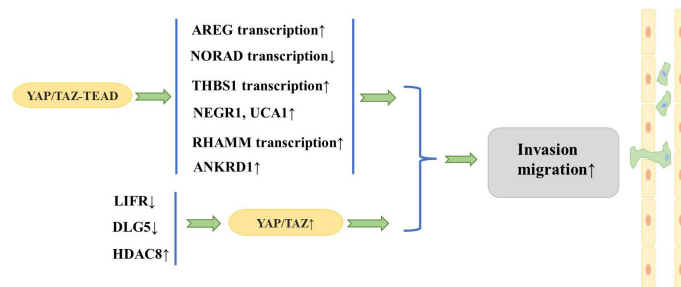 YAP/TAZ-TEAD
AREG transcription↑
NORAD transcription↓
THBS1 transcription↑
NEGR1, UCA1↑
RHAMM transcription↑
ANKRD1↑
LIFR↓
DLG5↓
HDAC8↑
YAP/TAZ↑
Invasion
migration↑